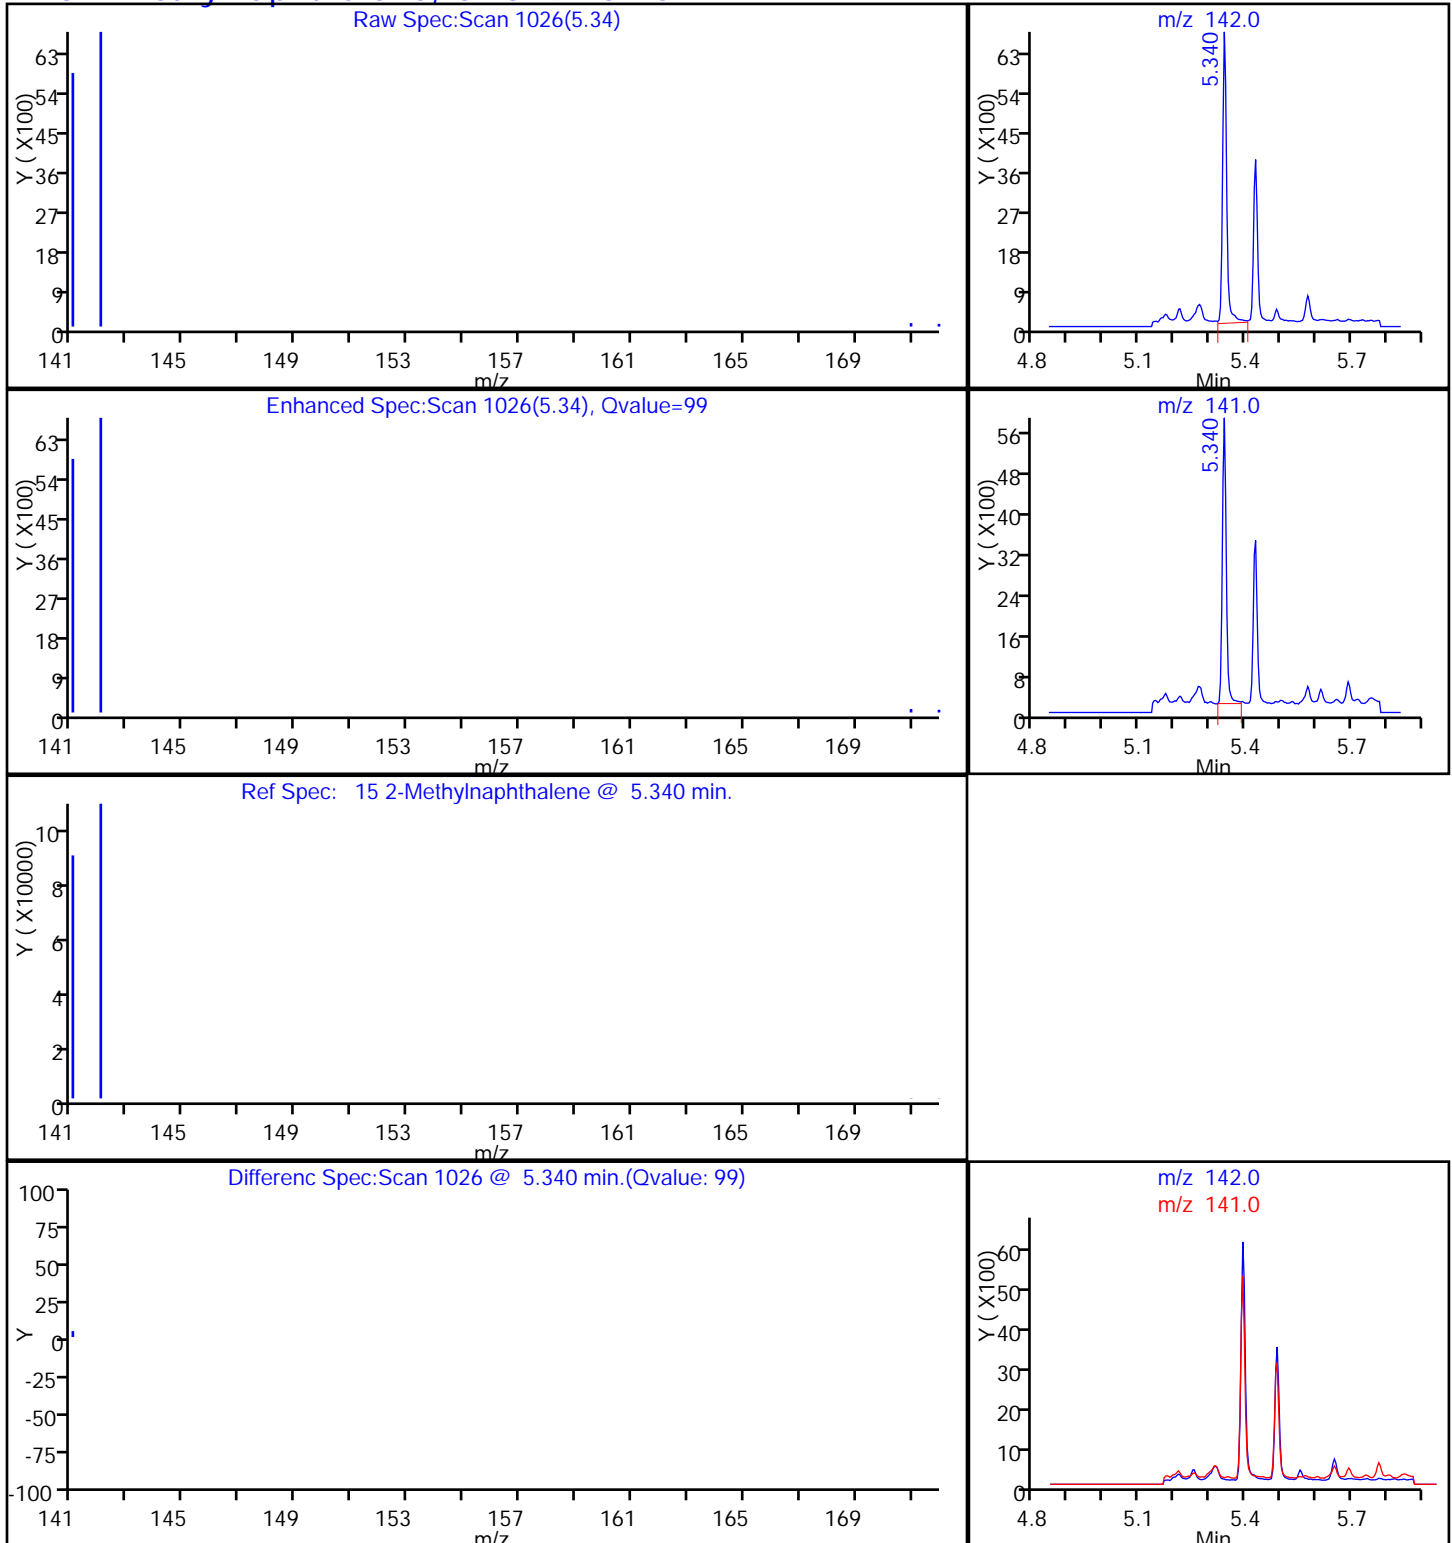 Raw Spec:Scan 1026(5.34)
Y ( X100)
63
54
45
36
27
18
9
0
141 145 149 153 157 161 165 169
m/z
m/z 142.0
5.340
Y ( X100)
63
54
45
36
27
18
9
0
4.8 5.1 5.4 5.7
Min
Enhanced Spec:Scan 1026(5.34), Qvalue=99
Y ( X100)
63
54
45
36
27
18
9
0
141 145 149 153 157 161 165 169
m/z
m/z 141.0
5.340
Y ( X100)
56
48
40
32
24
16
8
0
4.8 5.1 5.4 5.7
Min
Ref Spec: 15 2-Methylnaphthalene @ 5.340 min.
Y ( X10000)
10
8
6
4
2
0
141 145 149 153 157 161 165 169
m/z
Differenc Spec:Scan 1026 @ 5.340 min.(Qvalue: 99)
Y
100
75
50
25
0
-25
-50
-75
-100
141 145 149 153 157 161 165 169
m/z
m/z 142.0
m/z 141.0
Y ( X100)
60
50
40
30
20
10
0
4.8 5.1 5.4 5.7
Min